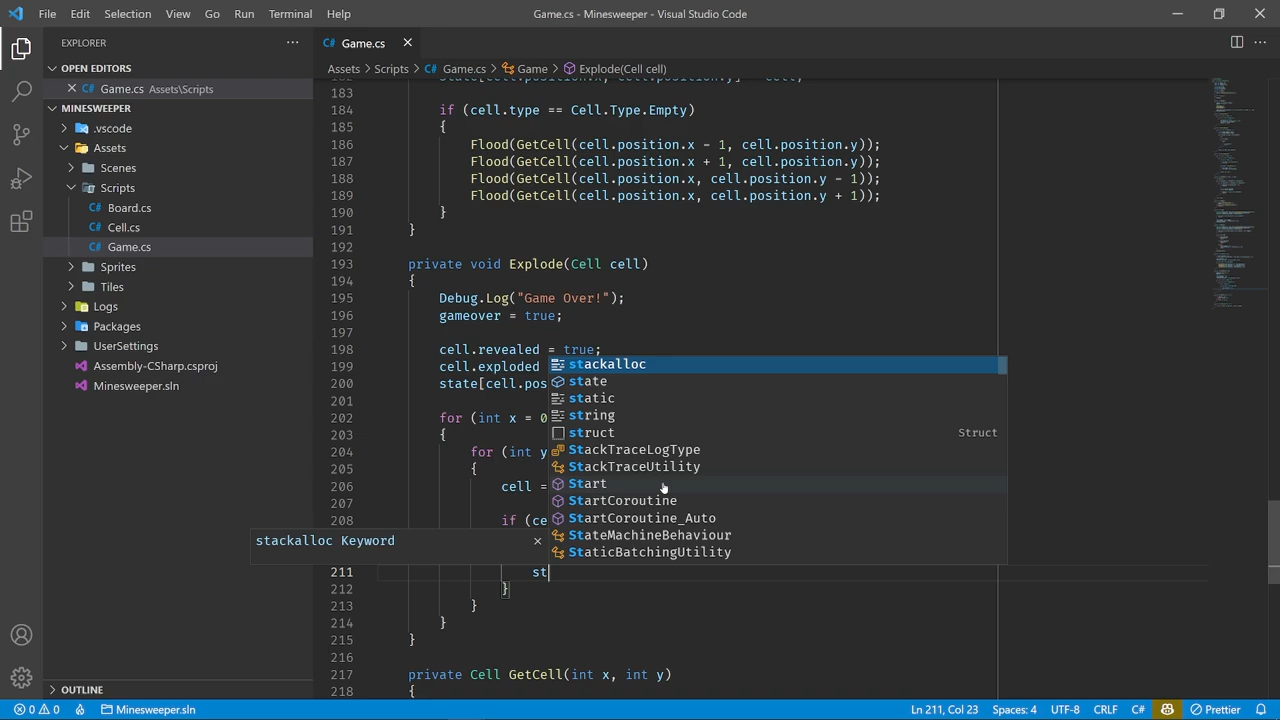 File Edit Selection View Go Run Terminal Help
Game.cs - Minesweeper - Visual Studio Code
EXPLORER
OPEN EDITORS
Game.cs Assets\Scripts
MINESWEEPER
.vscode
Assets
Scenes
Scripts
C# Board.cs
C# Cell.cs
C# Game.cs
Sprites
Tiles
Logs
Packages
UserSettings
Assembly-CSharp.csproj
Minesweeper.sln
OUTLINE
C# Game.cs
Assets > Scripts > C# Game.cs > Game > Explode(Cell cell)
183
184 if (cell.type == Cell.Type.Empty)
185 {
186 Flood(GetCell(cell.position.x - 1, cell.position.y));
187 Flood(GetCell(cell.position.x + 1, cell.position.y));
188 Flood(GetCell(cell.position.x, cell.position.y - 1));
189 Flood(GetCell(cell.position.x, cell.position.y + 1));
190 }
191 }
192
193 private void Explode(Cell cell)
194 {
195 Debug.Log("Game Over!");
196 gameover = true;
197
198 cell.revealed = true;
199 cell.exploded
200 state[cell.pos
201
202 for (int x = 0
203 {
204 for (int y
205 {
206 cell =
207
208 if (ce
stackalloc
state
static
string
struct Struct
StackTraceLogType
StackTraceUtility
Start
StartCoroutine
StartCoroutine_Auto
StateMachineBehaviour
StaticBatchingUtility
stackalloc Keyword
211 st
212 }
213 }
214 }
215 }
216
217 private Cell GetCell(int x, int y)
218 {
0 0 Minesweeper.sln Ln 211, Col 23 Spaces: 4 UTF-8 CRLF C# Prettier